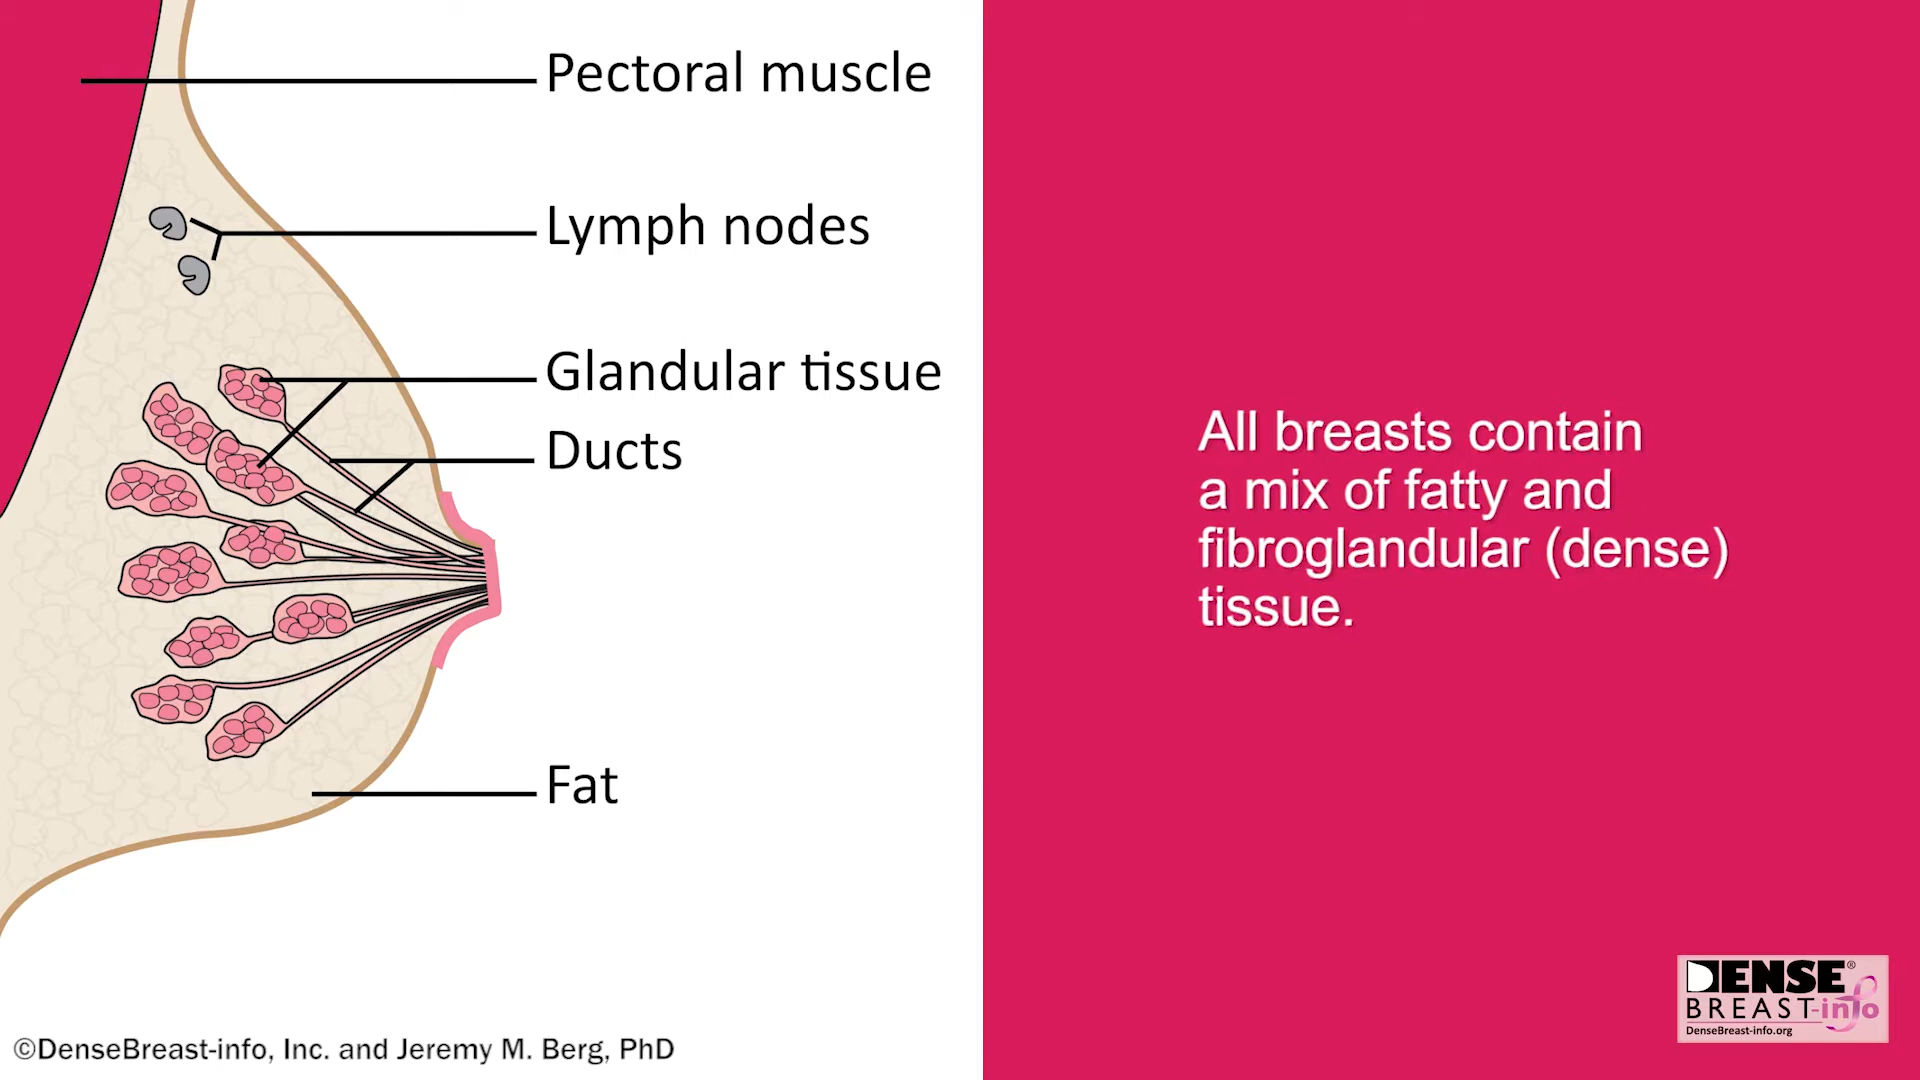 Pectoral muscle
Lymph nodes
Glandular tissue
Ducts
Fat
©DenseBreast-info, Inc. and Jeremy M. Berg, PhD
All breasts contain
a mix of fatty and
fibroglandular (dense)
tissue.
DENSE®
BREAST-info
DenseBreast-info.org